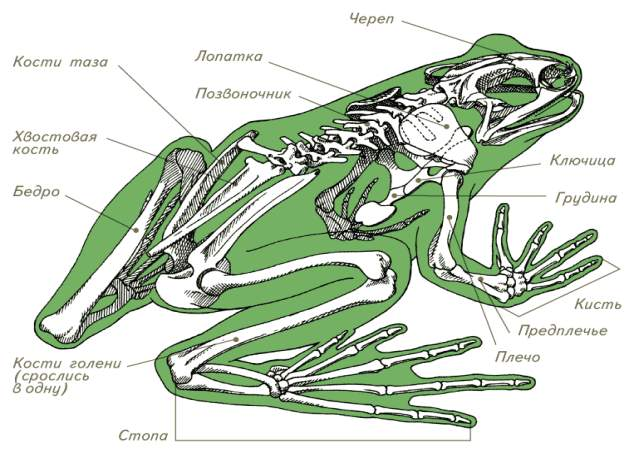 Череп
Лопатка
Кости таза
Позвоночник
Хвостовая
кость
Ключица
Бедро
Грудина
Кисть
Предплечье
Плечо
Кости голени
(срослись
в одну)
Стопа